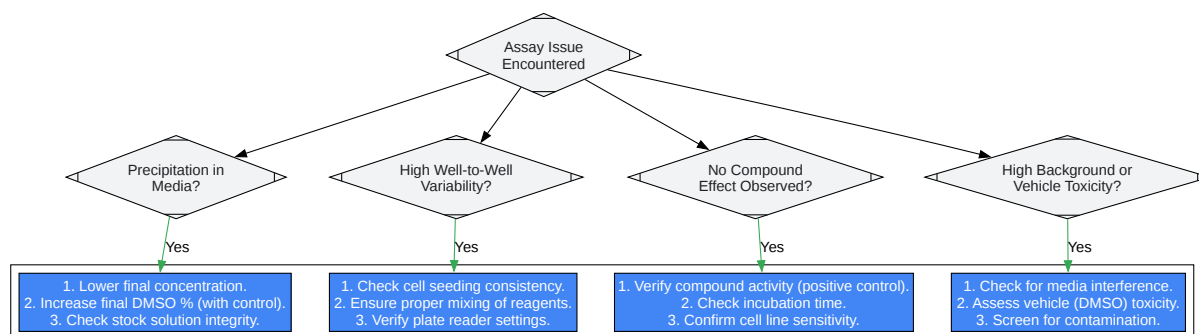 Assay Issue
Encountered
Precipitation in
Media?
High Well-to-Well
Variability?
No Compound
Effect Observed?
High Background or
Vehicle Toxicity?
Yes
Yes
Yes
Yes
1. Lower final concentration.
2. Increase final DMSO % (with control).
3. Check stock solution integrity.
1. Check cell seeding consistency.
2. Ensure proper mixing of reagents.
3. Verify plate reader settings.
1. Verify compound activity (positive control).
2. Check incubation time.
3. Confirm cell line sensitivity.
1. Check for media interference.
2. Assess vehicle (DMSO) toxicity.
3. Screen for contamination.